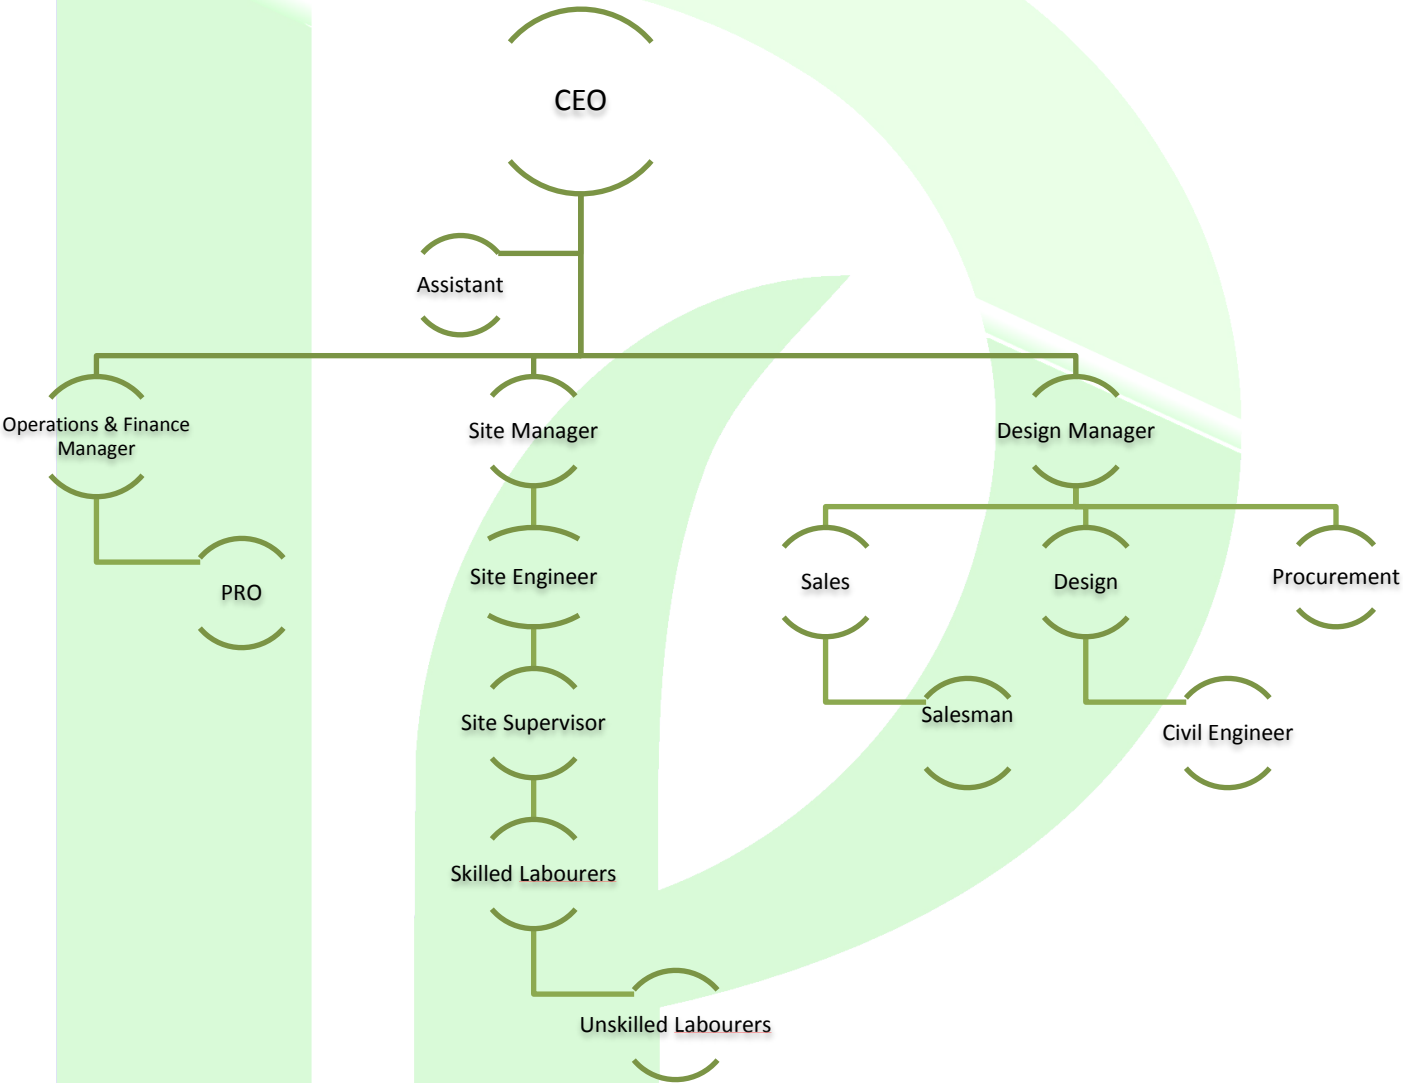 CEO
Assistant
Operations & Finance
Manager
Site Manager
Design Manager
PRO
Site Engineer
Sales
Design
Procurement
Site Supervisor
Salesman
Civil Engineer
Skilled Labourers
Unskilled Labourers